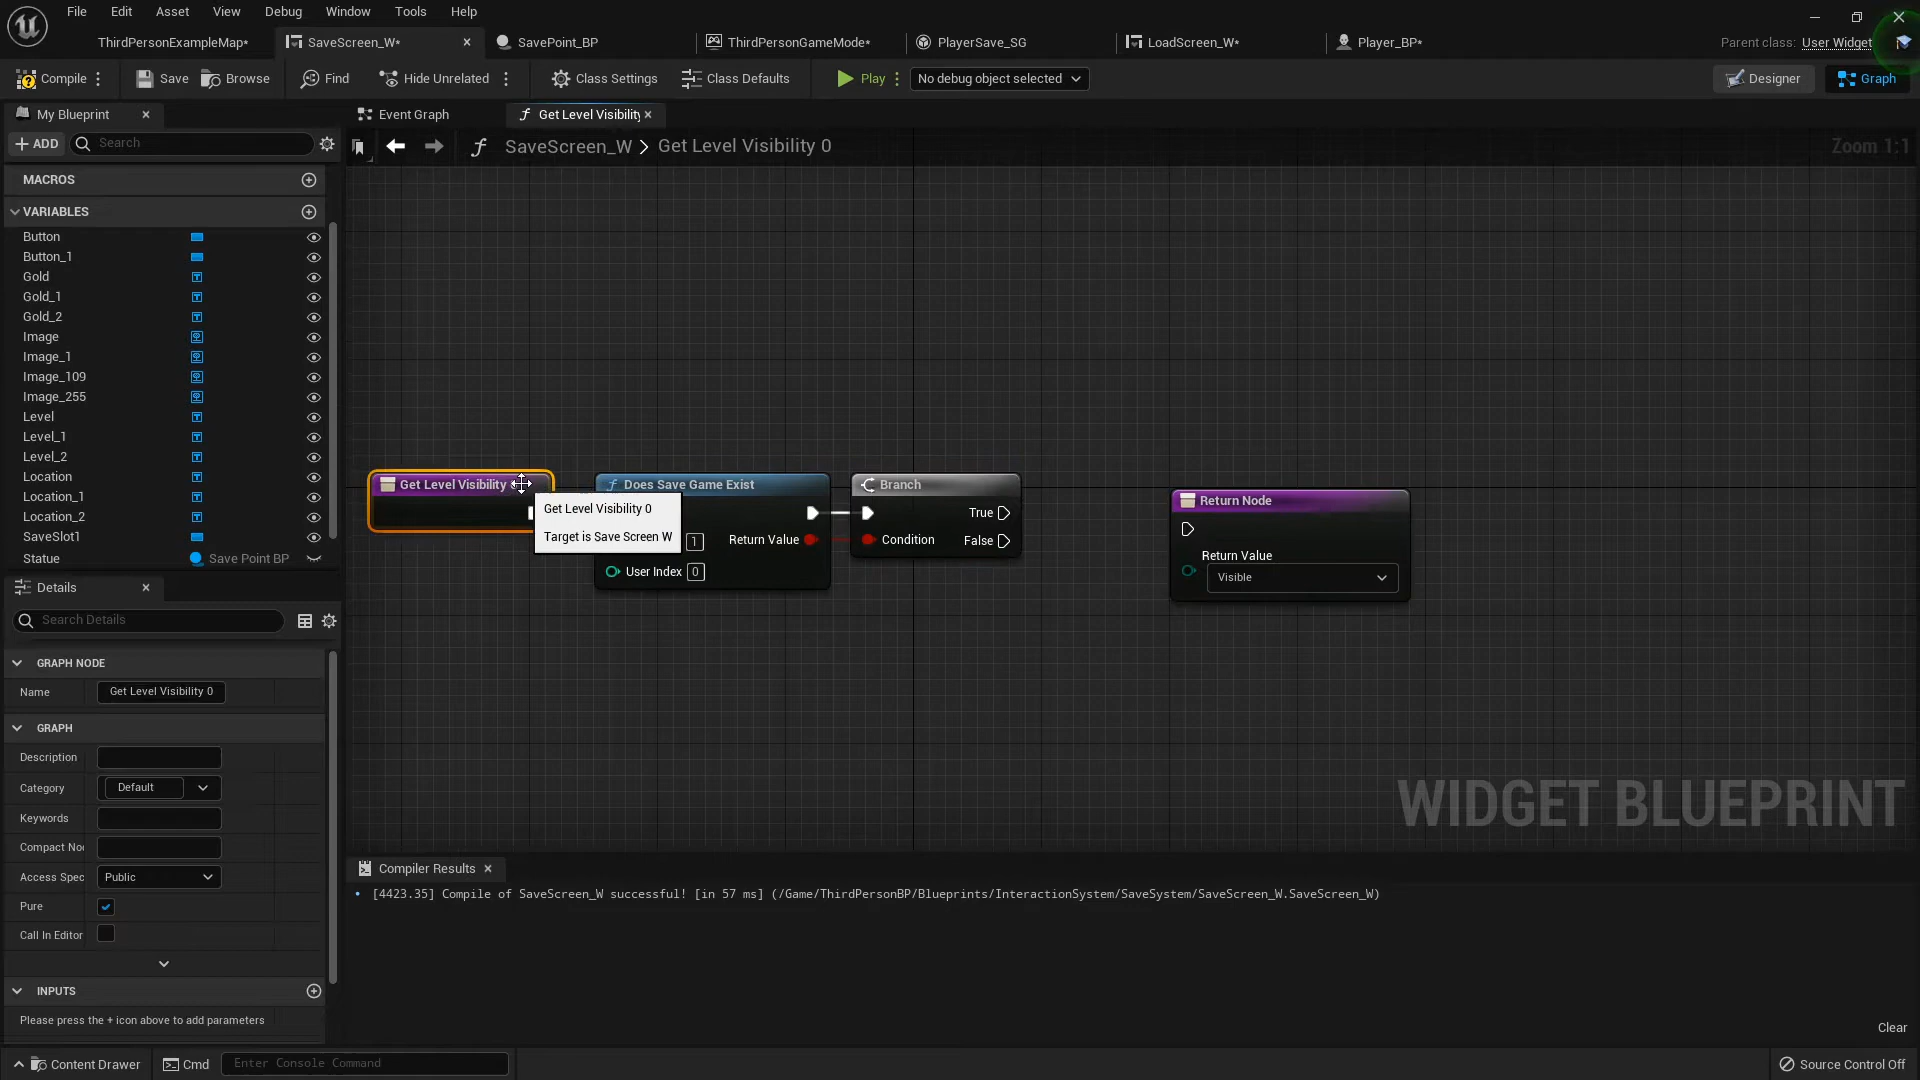 File Edit Asset View Debug Window Tools Help
ThirdPersonExampleMap* SaveScreen_W* SavePoint_BP ThirdPersonGameMode* PlayerSave_SG LoadScreen_W* Player_BP* Parent class: User Widget
Compile Save Browse Find Hide Unrelated Class Settings Class Defaults Play No debug object selected Designer Graph
My Blueprint Event Graph Get Level Visibility
ADD Search SaveScreen_W > Get Level Visibility 0 Zoom 1:1
MACROS
VARIABLES
Button
Button_1
Gold
Gold_1
Gold_2
Image
Image_1
Image_109
Image_255
Level
Level_1
Level_2
Location
Location_1
Location_2
SaveSlot1
Statue Save Point BP
Get Level Visibility
Get Level Visibility 0
Target is Save Screen W
Does Save Game Exist
1 Return Value
User Index 0
Branch
True
Condition False
Return Node
Return Value
Visible
Details
Search Details
GRAPH NODE
Name Get Level Visibility 0
GRAPH
Description
Category Default
Keywords
Compact No
Access Spec Public
Pure
Call In Editor
INPUTS
Please press the + icon above to add parameters
WIDGET BLUEPRINT
Compiler Results
[4423.35] Compile of SaveScreen_W successful! [in 57 ms] (/Game/ThirdPersonBP/Blueprints/InteractionSystem/SaveSystem/SaveScreen_W.SaveScreen_W)
Clear
Content Drawer Cmd Enter Console Command Source Control Off